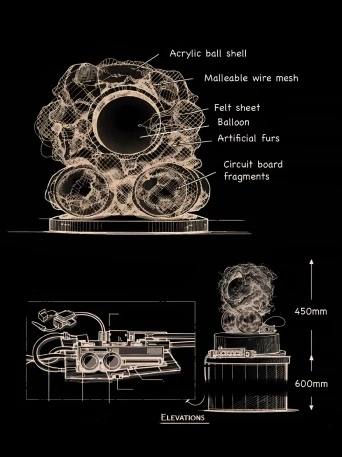 Acrylic ball shell
Malleable wire mesh
Felt sheet
Balloon
Artificial furs
Circuit board
fragments
450mm
600mm
ELEVATIONS